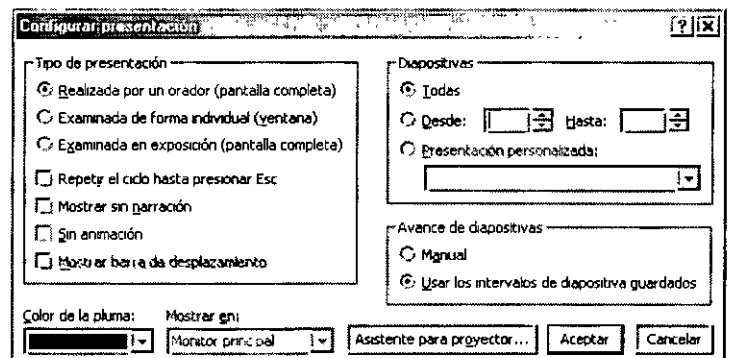 Configurar presentación
Tipo de presentación
Realizada por un orador (pantalla completa)
Examinada de forma individual (ventana)
Examinada en exposición (pantalla completa)
Repetir el ciclo hasta presionar Esc
Mostrar sin narración
Sin animación
Mostrar barra de desplazamiento
Diapositivas
Todas
Desde: Hasta:
Presentación personalizada:
Avance de diapositivas
Manual
Usar los intervalos de diapositiva guardados
Color de la pluma: Mostrar en:
Monitor principal Asistente para proyector... Aceptar Cancelar